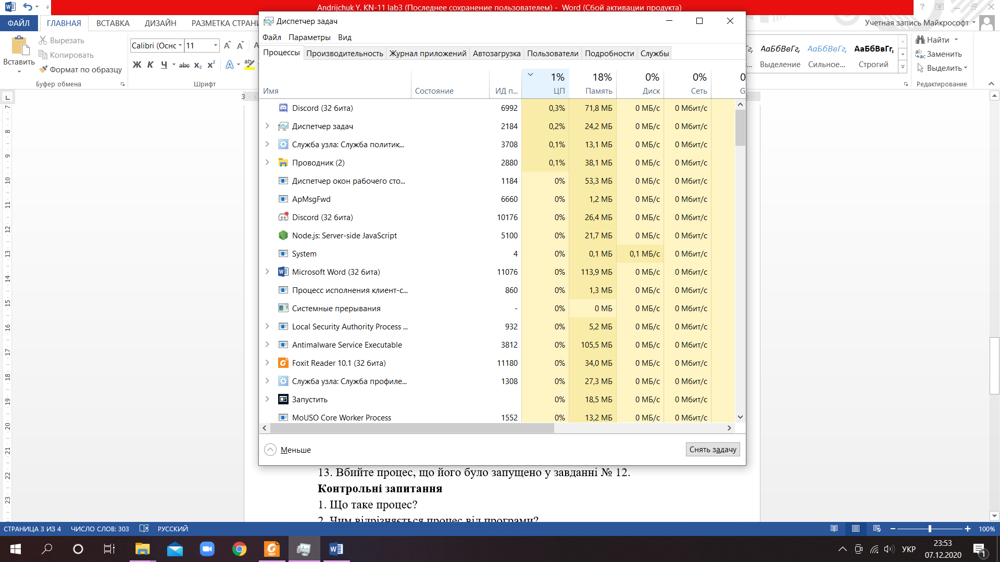 Andrijchuk Y. KN-11 lab3 (Последнее сохранение пользователем) - Word (Сбой активации продукта)
ФАЙЛ ГЛАВНАЯ ВСТАВКА ДИЗАЙН РАЗМЕТКА СТРАНИ
Учетная запись Майкрософт
Вставить
Вырезать
Копировать
Формат по образцу
Буфер обмена
Calibri (Оснс 11
Ж К Ч abc x₂ x²
Шрифт
АаБбВвГг, АаБбВвГг, АаБбВвГг,
Выделение Сильное... Строгий
Найти
Заменить
Выделить
Редактирование
Диспетчер задач
Файл Параметры Вид
Процессы Производительность Журнал приложений Автозагрузка Пользователи Подробности Службы
1% 18% 0% 0% 0
Имя Состояние ИД п... ЦП Память Диск Сеть G
Discord (32 бита) 6992 0,3% 71,8 МБ 0 МБ/с 0 Мбит/с
Диспетчер задач 2184 0,2% 24,2 МБ 0 МБ/с 0 Мбит/с
Служба узла: Служба политик... 3708 0,1% 13,1 МБ 0 МБ/с 0 Мбит/с
Проводник (2) 2880 0,1% 38,1 МБ 0 МБ/с 0 Мбит/с
Диспетчер окон рабочего сто... 1184 0% 53,3 МБ 0 МБ/с 0 Мбит/с
ApMsgFwd 6660 0% 1,2 МБ 0 МБ/с 0 Мбит/с
Discord (32 бита) 10176 0% 26,4 МБ 0 МБ/с 0 Мбит/с
Node.js: Server-side JavaScript 5100 0% 21,7 МБ 0 МБ/с 0 Мбит/с
System 4 0% 0,1 МБ 0,1 МБ/с 0 Мбит/с
Microsoft Word (32 бита) 11076 0% 113,9 МБ 0 МБ/с 0 Мбит/с
Процесс исполнения клиент-с... 860 0% 1,3 МБ 0 МБ/с 0 Мбит/с
Системные прерывания - 0% 0 МБ 0 МБ/с 0 Мбит/с
Local Security Authority Process ... 932 0% 5,2 МБ 0 МБ/с 0 Мбит/с
Antimalware Service Executable 3812 0% 105,5 МБ 0 МБ/с 0 Мбит/с
Foxit Reader 10.1 (32 бита) 11180 0% 34,0 МБ 0 МБ/с 0 Мбит/с
Служба узла: Служба профиле... 1308 0% 27,3 МБ 0 МБ/с 0 Мбит/с
Запустить 0% 18,5 МБ 0 МБ/с 0 Мбит/с
MoUSO Core Worker Process 1552 0% 13,2 МБ 0 МБ/с 0 Мбит/с
Меньше Снять задачу
13. Вбийте процес, що його було запущено у завданні № 12.
Контрольні запитання
1. Що таке процес?
2. Чим відрізняється процес від програми?
СТРАНИЦА 3 ИЗ 4 ЧИСЛО СЛОВ: 303 РУССКИЙ 100%
УКР 23:53
07.12.2020
1